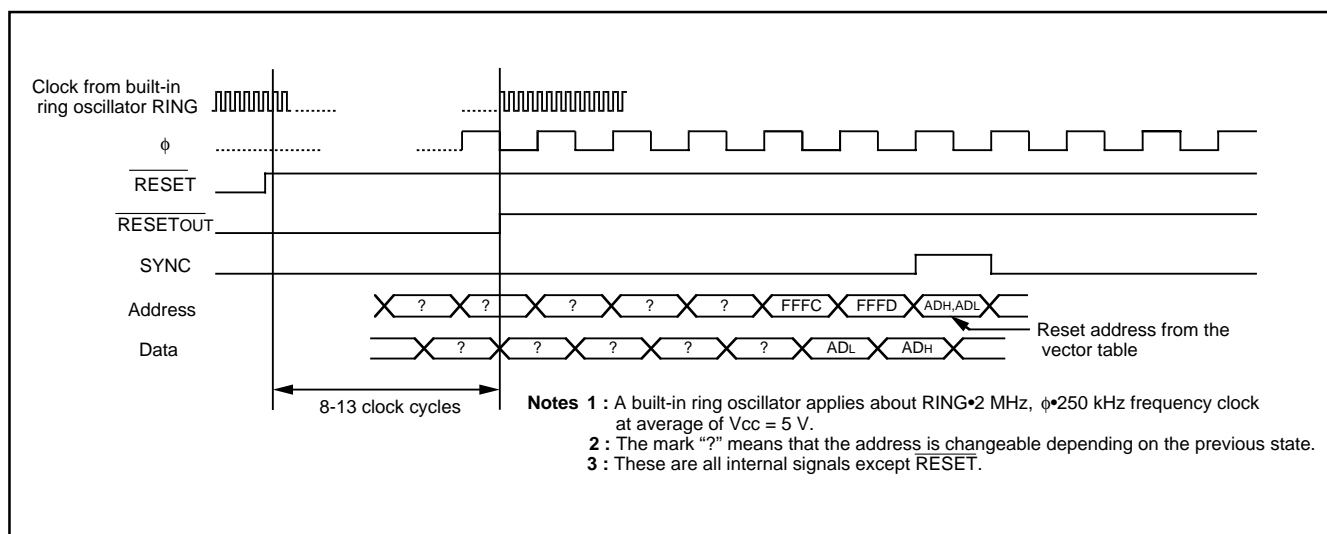 Clock from built-in
ring oscillator RING
ϕ
RESET
RESETOUT
SYNC
Address
? ? ? ? ? FFFC FFFD ADH,ADL
Reset address from the
vector table
Data
? ? ? ? ? ADL ADH
8-13 clock cycles
Notes 1 : A built-in ring oscillator applies about RING•2 MHz, ϕ•250 kHz frequency clock
at average of Vcc = 5 V.
2 : The mark “?” means that the address is changeable depending on the previous state.
3 : These are all internal signals except RESET.